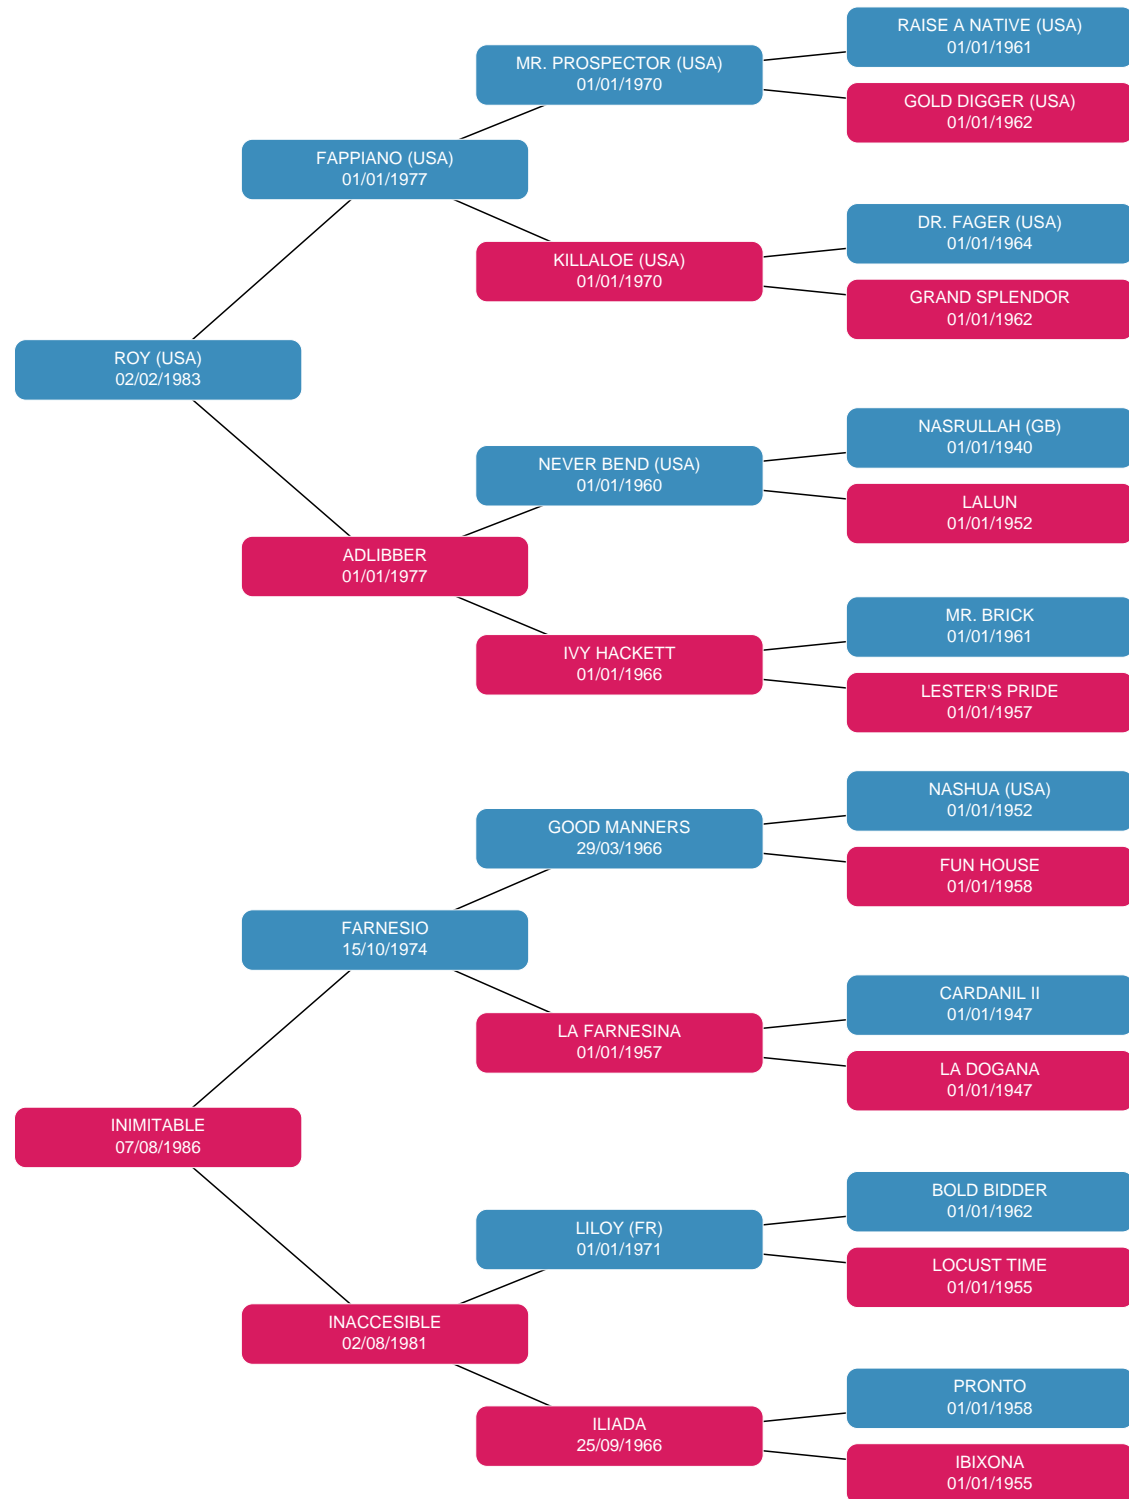 RAISE A NATIVE (USA)
01/01/1961
MR. PROSPECTOR (USA)
01/01/1970
GOLD DIGGER (USA)
01/01/1962
FAPPIANO (USA)
01/01/1977
DR. FAGER (USA)
01/01/1964
KILLALOE (USA)
01/01/1970
GRAND SPLENDOR
01/01/1962
ROY (USA)
02/02/1983
NASRULLAH (GB)
01/01/1940
NEVER BEND (USA)
01/01/1960
LALUN
01/01/1952
ADLIBBER
01/01/1977
MR. BRICK
01/01/1961
IVY HACKETT
01/01/1966
LESTER'S PRIDE
01/01/1957
NASHUA (USA)
01/01/1952
GOOD MANNERS
29/03/1966
FUN HOUSE
01/01/1958
FARNESIO
15/10/1974
CARDANIL II
01/01/1947
LA FARNESINA
01/01/1957
LA DOGANA
01/01/1947
INIMITABLE
07/08/1986
BOLD BIDDER
01/01/1962
LILOY (FR)
01/01/1971
LOCUST TIME
01/01/1955
INACCESIBLE
02/08/1981
PRONTO
01/01/1958
ILIADA
25/09/1966
IBIXONA
01/01/1955